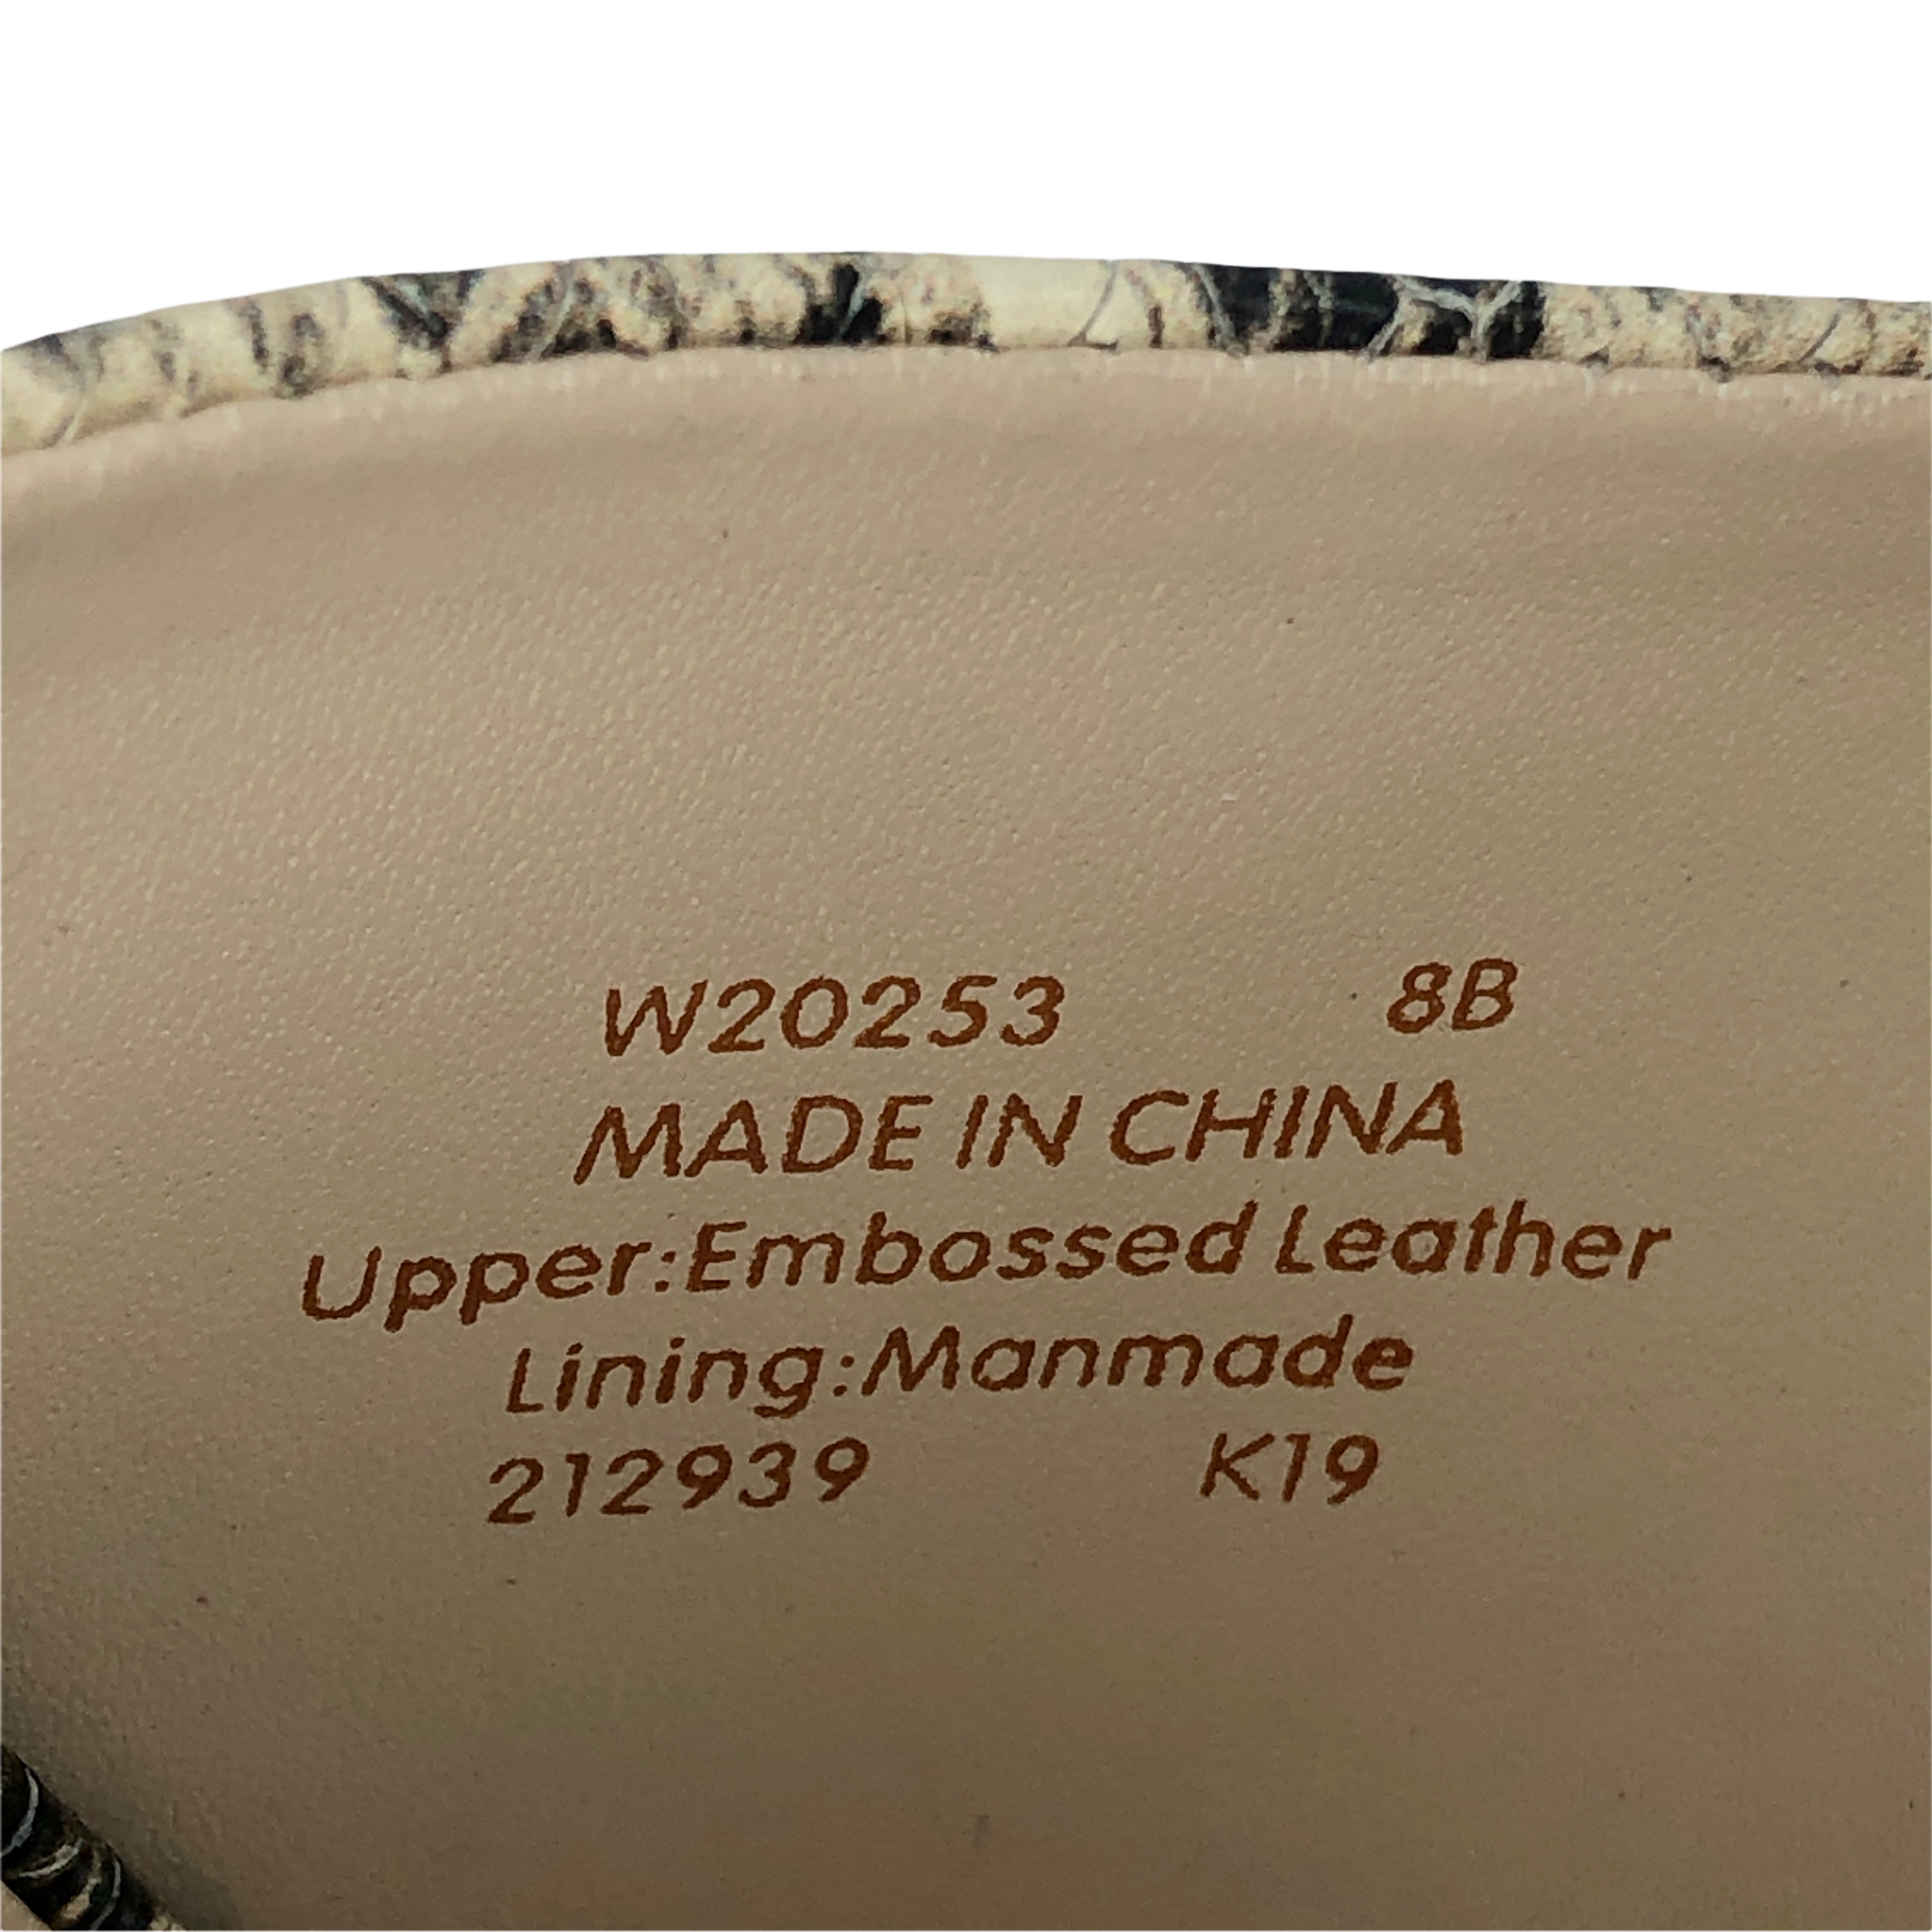 W20253 8B
MADE IN CHINA
Upper:Embossed Leather
Lining:Manmade
212939 K19